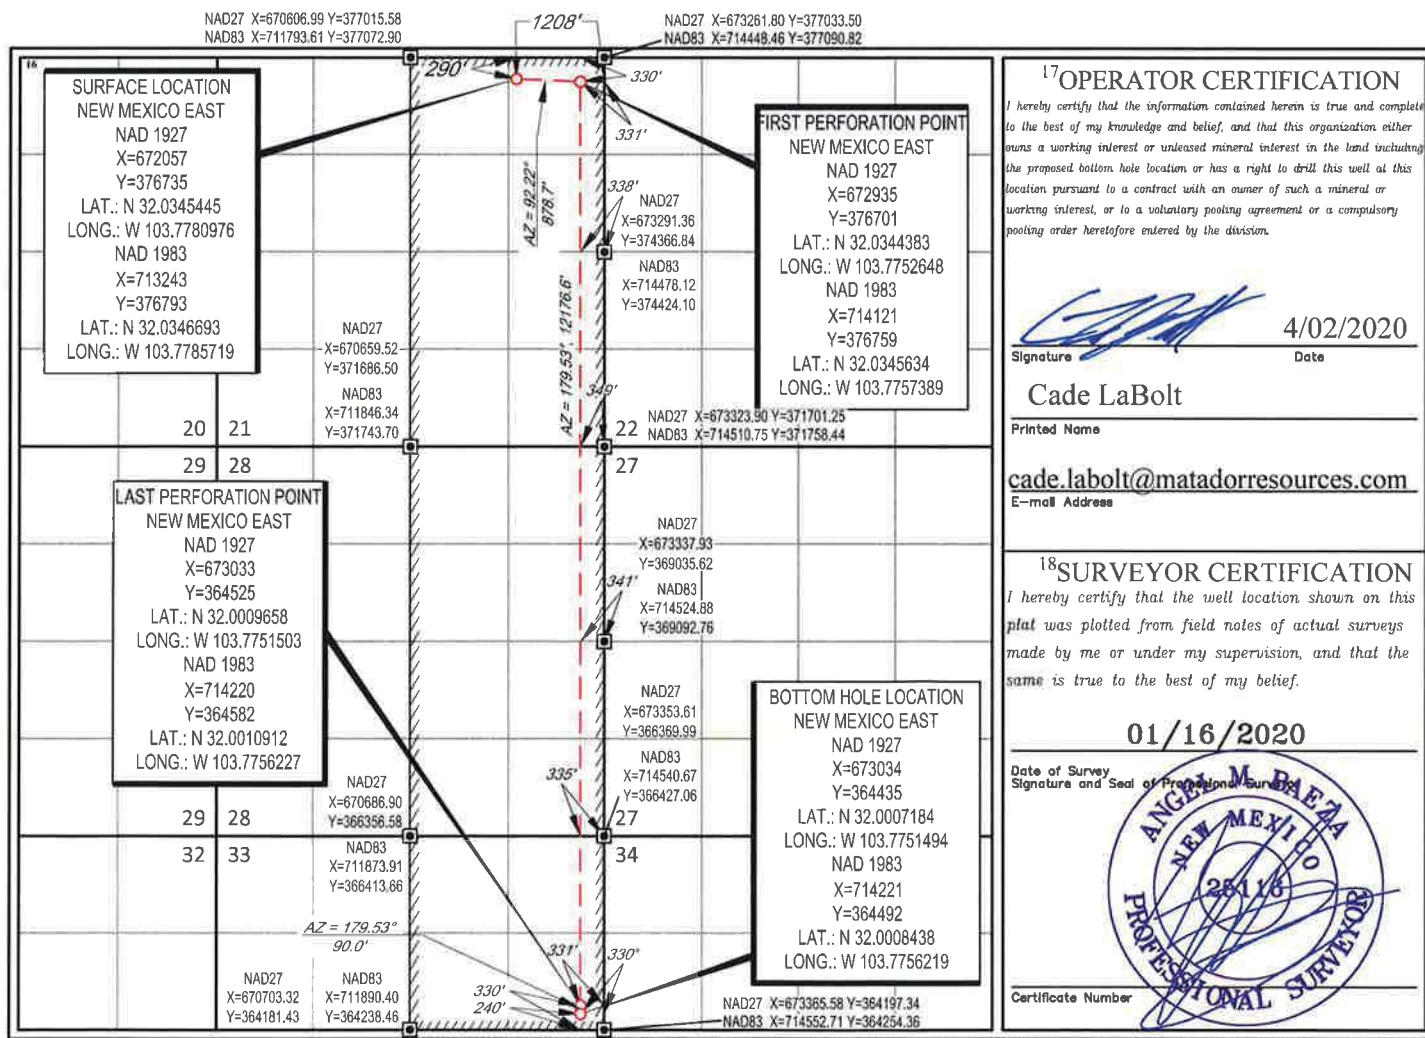 NAD27 X=670606.99 Y=377015.58
NAD83 X=711793.61 Y=377072.90
1208'
NAD27 X=673261.80 Y=377033.50
NAD83 X=714448.46 Y=377090.82
16
290'
330'
331'
SURFACE LOCATION
NEW MEXICO EAST
NAD 1927
X=672057
Y=376735
LAT.: N 32.0345445
LONG.: W 103.7780976
NAD 1983
X=713243
Y=376793
LAT.: N 32.0346693
LONG.: W 103.7785719
AZ = 92.22°
878.7'
FIRST PERFORATION POINT
NEW MEXICO EAST
NAD 1927
X=672935
Y=376701
LAT.: N 32.0344383
LONG.: W 103.7752648
NAD 1983
X=714121
Y=376759
LAT.: N 32.0345634
LONG.: W 103.7757389
338'
NAD27
X=673291.36
Y=374366.84
NAD83
X=714478.12
Y=374424.10
AZ = 179.53°, 12176.6'
NAD27
X=670659.52
Y=371686.50
NAD83
X=711846.34
Y=371743.70
349'
NAD27 X=673323.90 Y=371701.25
NAD83 X=714510.75 Y=371758.44
20 21
22
29 28
27
LAST PERFORATION POINT
NEW MEXICO EAST
NAD 1927
X=673033
Y=364525
LAT.: N 32.0009658
LONG.: W 103.7751503
NAD 1983
X=714220
Y=364582
LAT.: N 32.0010912
LONG.: W 103.7756227
NAD27
X=673337.93
Y=369035.62
341'
NAD83
X=714524.88
Y=369092.76
NAD27
X=673353.61
Y=366369.99
NAD83
X=714540.67
Y=366427.06
335'
NAD27
X=670686.90
Y=366356.58
NAD83
X=711873.91
Y=366413.66
29 28
27
32 33
34
BOTTOM HOLE LOCATION
NEW MEXICO EAST
NAD 1927
X=673034
Y=364435
LAT.: N 32.0007184
LONG.: W 103.7751494
NAD 1983
X=714221
Y=364492
LAT.: N 32.0008438
LONG.: W 103.7756219
AZ = 179.53°
90.0'
331'
330'
330'
240'
NAD27
X=670703.32
Y=364181.43
NAD83
X=711890.40
Y=364238.46
NAD27 X=673365.58 Y=364197.34
NAD83 X=714552.71 Y=364254.36
17 OPERATOR CERTIFICATION
I hereby certify that the information contained herein is true and complete
to the best of my knowledge and belief, and that this organization either
owns a working interest or unleased mineral interest in the land including
the proposed bottom hole location or has a right to drill this well at this
location pursuant to a contract with an owner of such a mineral or
working interest, or to a voluntary pooling agreement or a compulsory
pooling order heretofore entered by the division.
4/02/2020
Signature Date
Cade LaBolt
Printed Name
cade.labolt@matadorresources.com
E-mail Address
18 SURVEYOR CERTIFICATION
I hereby certify that the well location shown on this
plat was plotted from field notes of actual surveys
made by me or under my supervision, and that the
same is true to the best of my belief.
01/16/2020
Date of Survey
Signature and Seal of Professional Surveyor
ANGEL M. BAEZA
NEW MEXICO
25116
PROFESSIONAL SURVEYOR
Certificate Number